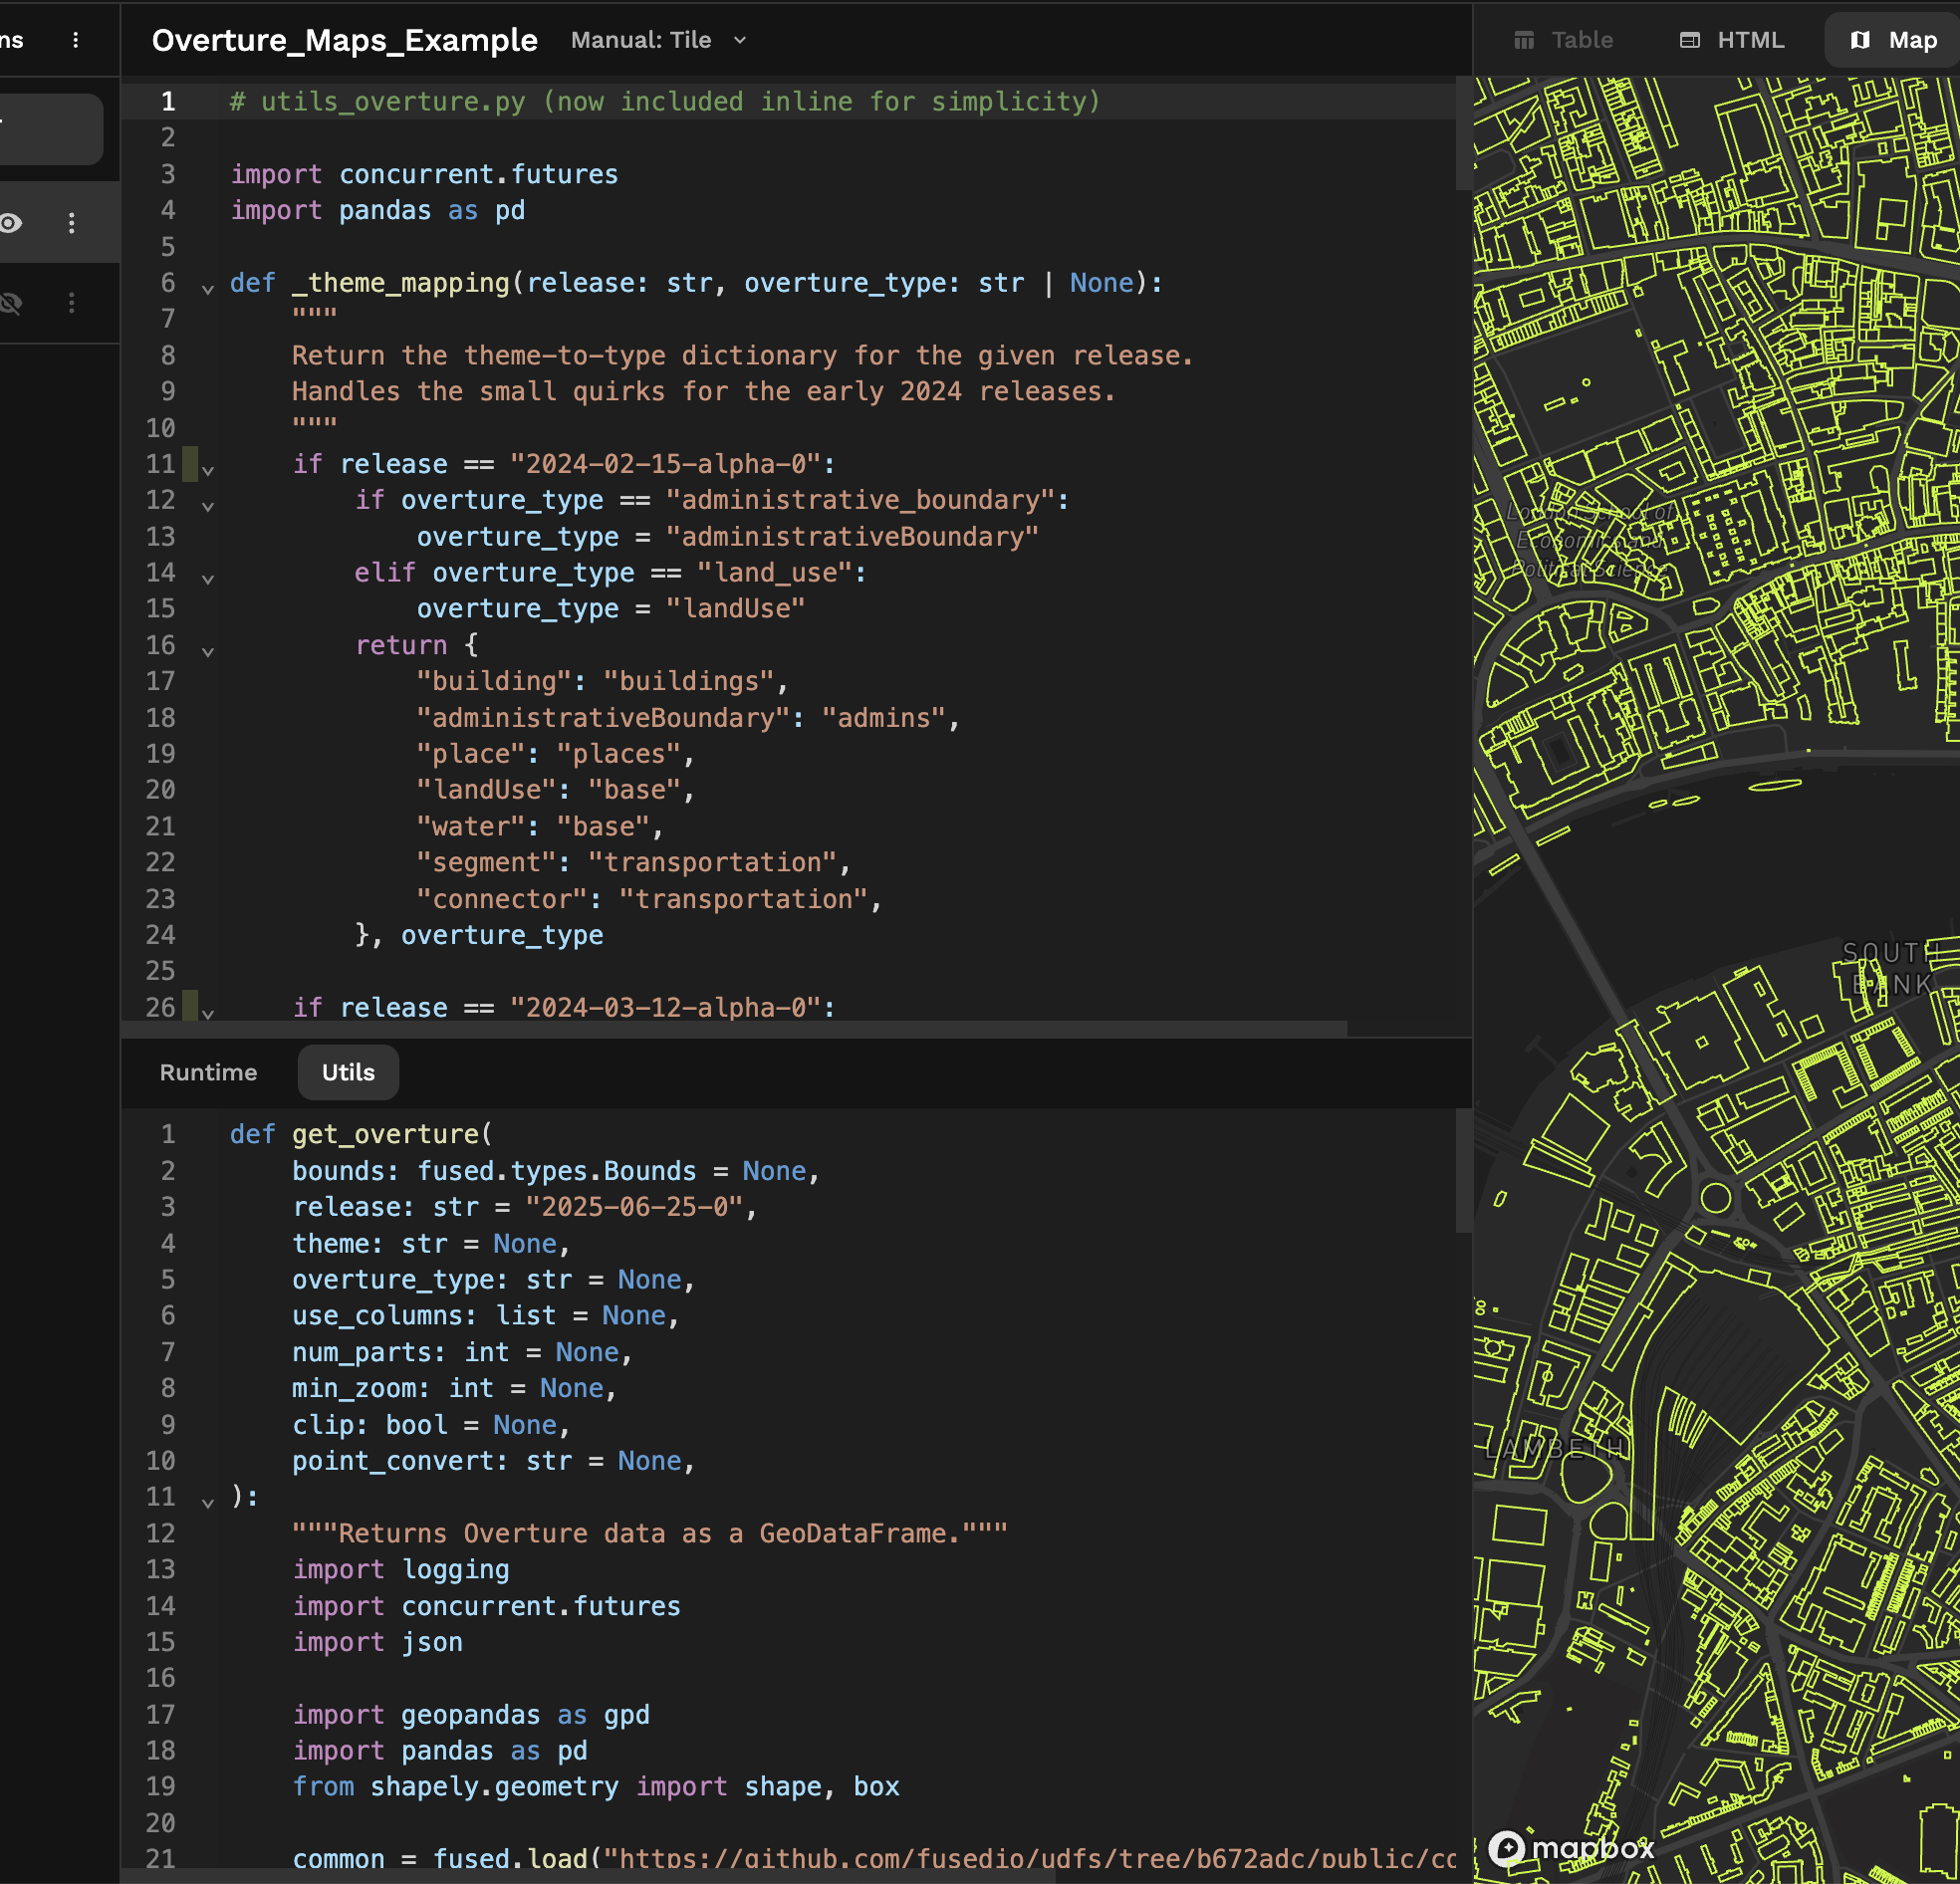 ns
Overture_Maps_Example Manual: Tile
Table HTML Map
1 # utils_overture.py (now included inline for simplicity)
2
3 import concurrent.futures
4 import pandas as pd
5
6 def _theme_mapping(release: str, overture_type: str | None):
7 """
8 Return the theme-to-type dictionary for the given release.
9 Handles the small quirks for the early 2024 releases.
10 """
11 if release == "2024-02-15-alpha-0":
12 if overture_type == "administrative_boundary":
13 overture_type = "administrativeBoundary"
14 elif overture_type == "land_use":
15 overture_type = "landUse"
16 return {
17 "building": "buildings",
18 "administrativeBoundary": "admins",
19 "place": "places",
20 "landUse": "base",
21 "water": "base",
22 "segment": "transportation",
23 "connector": "transportation",
24 }, overture_type
25
26 if release == "2024-03-12-alpha-0":
Runtime Utils
1 def get_overture(
2 bounds: fused.types.Bounds = None,
3 release: str = "2025-06-25-0",
4 theme: str = None,
5 overture_type: str = None,
6 use_columns: list = None,
7 num_parts: int = None,
8 min_zoom: int = None,
9 clip: bool = None,
10 point_convert: str = None,
11 ):
12 """Returns Overture data as a GeoDataFrame."""
13 import logging
14 import concurrent.futures
15 import json
16
17 import geopandas as gpd
18 import pandas as pd
19 from shapely.geometry import shape, box
20
21 common = fused.load("https://github.com/fusedio/udfs/tree/b672adc/public/co
London School of
Economics and
Political Science
SOUTH
BANK
LAMBETH
mapbox